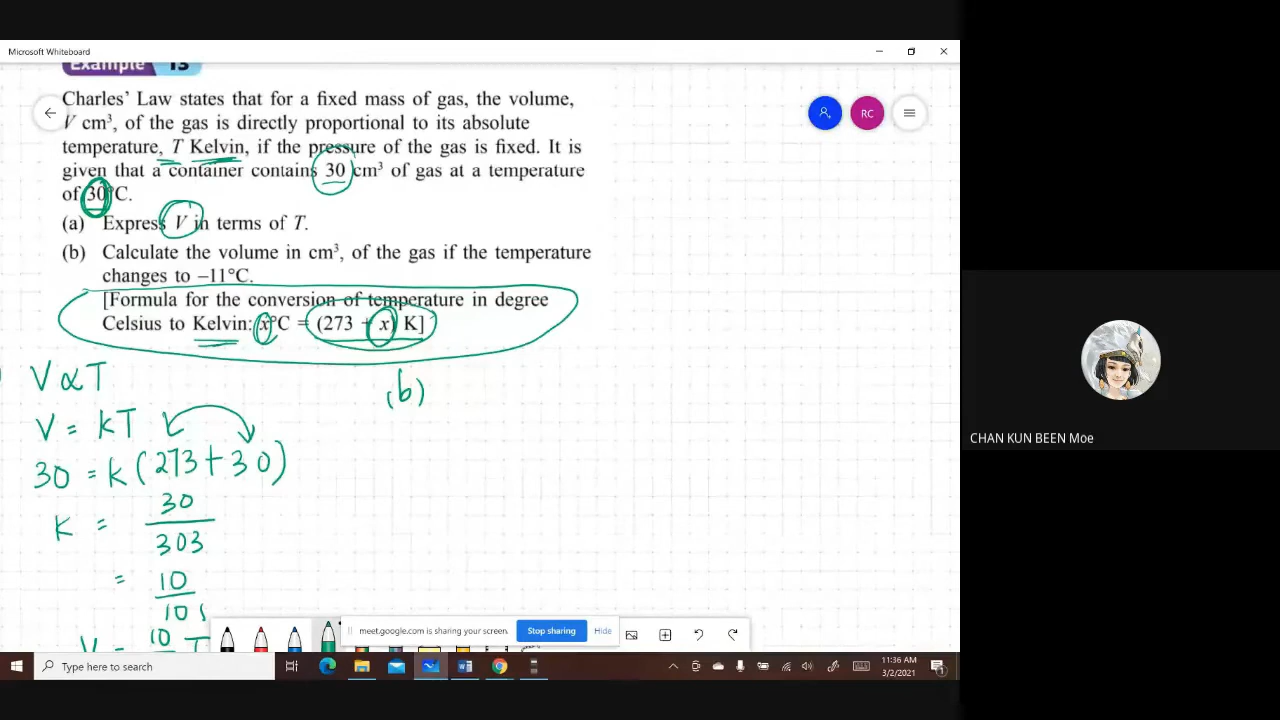 Microsoft Whiteboard
Example 13
Charles' Law states that for a fixed mass of gas, the volume,
V cm³, of the gas is directly proportional to its absolute
temperature, T Kelvin, if the pressure of the gas is fixed. It is
given that a container contains 30 cm³ of gas at a temperature
of 30°C.
(a) Express V in terms of T.
(b) Calculate the volume in cm³, of the gas if the temperature
changes to –11°C.
[Formula for the conversion of temperature in degree
Celsius to Kelvin: x°C = (273 + x) K]
V ∝ T
V = kT
30 = k(273+30)
k = 30/303
= 10/101
V = 10 T
(b)
RC
CHAN KUN BEEN Moe
meet.google.com is sharing your screen.
Stop sharing
Hide
Type here to search
11:36 AM
3/2/2021
1